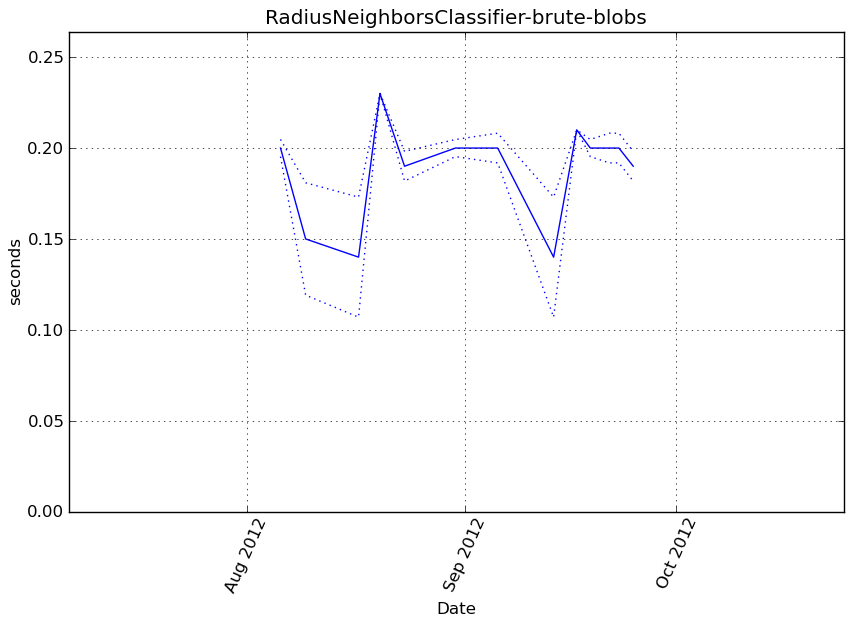 RadiusNeighborsClassifier-brute-blobs
0.25
0.20
0.15
0.10
0.05
0.00
seconds
Aug 2012
Sep 2012
Oct 2012
Date